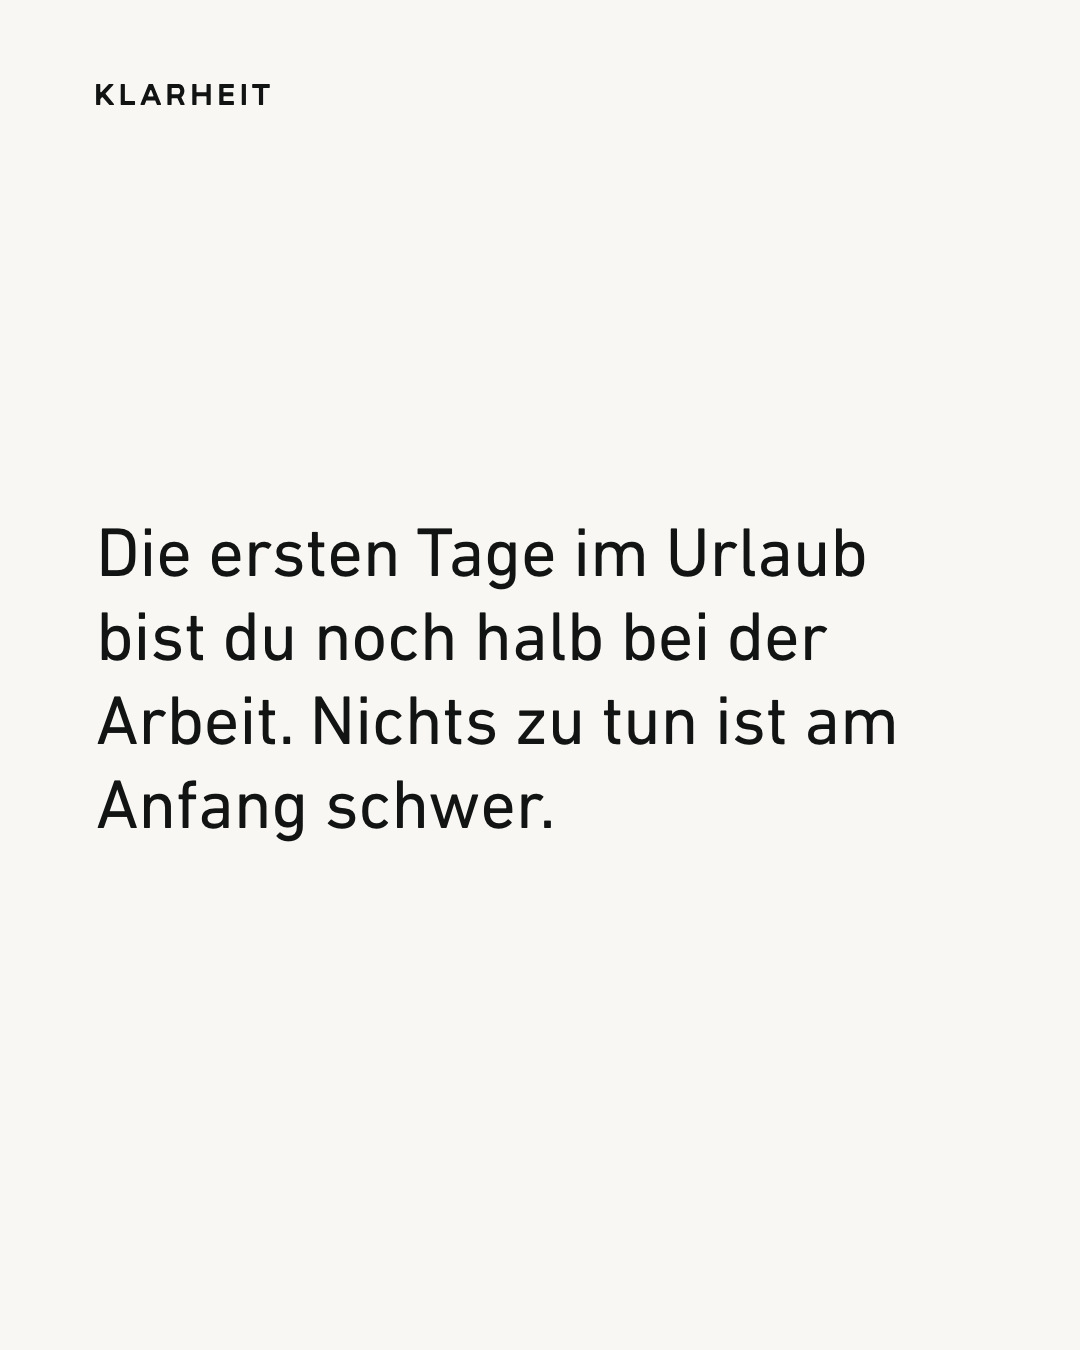 KLARHEIT
Die ersten Tage im Urlaub
bist du noch halb bei der
Arbeit. Nichts zu tun ist am
Anfang schwer.